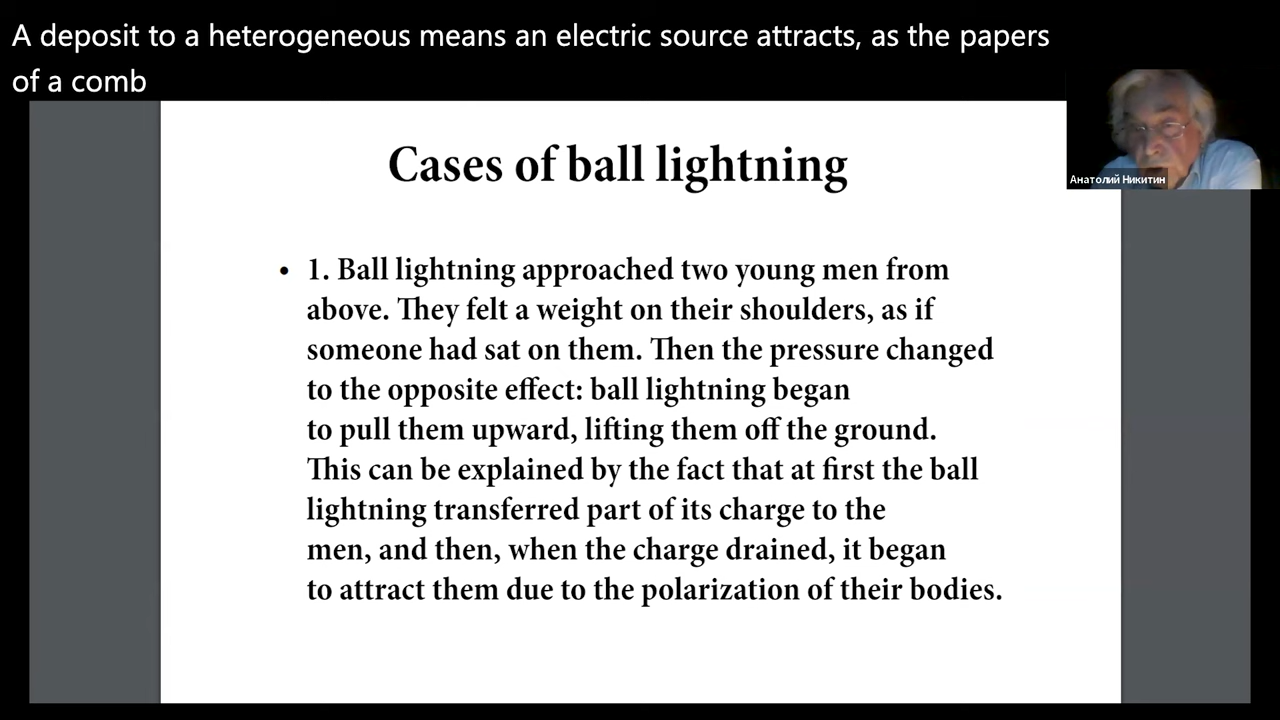 A deposit to a heterogeneous means an electric source attracts, as the papers
of a comb
Анатолий Никитин
Cases of ball lightning
• 1. Ball lightning approached two young men from
above. They felt a weight on their shoulders, as if
someone had sat on them. Then the pressure changed
to the opposite effect: ball lightning began
to pull them upward, lifting them off the ground.
This can be explained by the fact that at first the ball
lightning transferred part of its charge to the
men, and then, when the charge drained, it began
to attract them due to the polarization of their bodies.